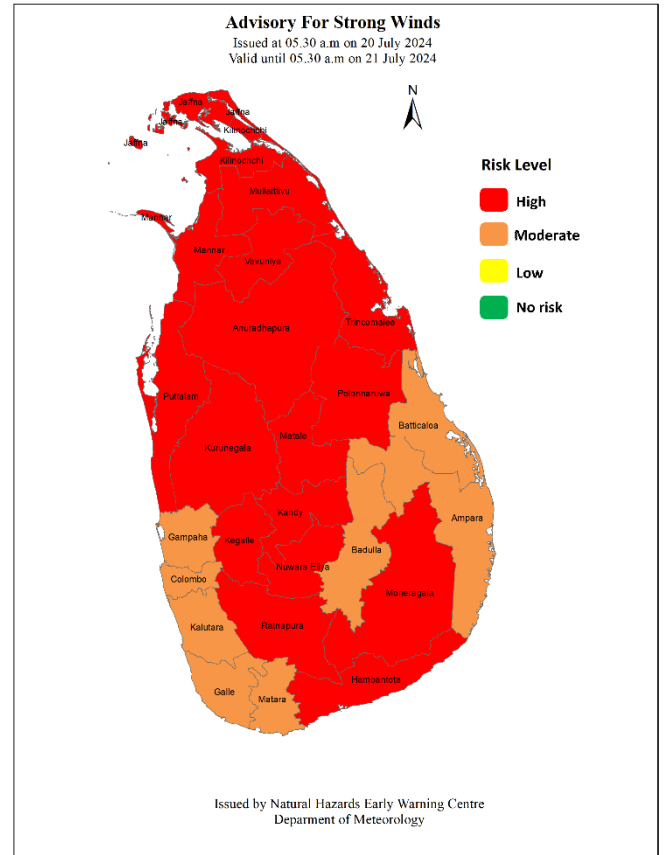 Advisory For Strong Winds
Issued at 05.30 a.m on 20 July 2024
Valid until 05.30 a.m on 21 July 2024
N
Jaffna
Jaffna
Jaffna
Kilinochchi
Jaffna
Kilinochchi
Mullaittivu
Mannar
Mannar
Vavuniya
Anuradhapura
Trincomalee
Puttalam
Polonnaruwa
Batticaloa
Kurunegala
Matale
Kandy
Ampara
Gampaha
Kegalle
Badulla
Nuwara Eliya
Colombo
Moneragala
Kalutara
Ratnapura
Hambantota
Galle
Matara
Risk Level
High
Moderate
Low
No risk
Issued by Natural Hazards Early Warning Centre
Deparment of Meteorology